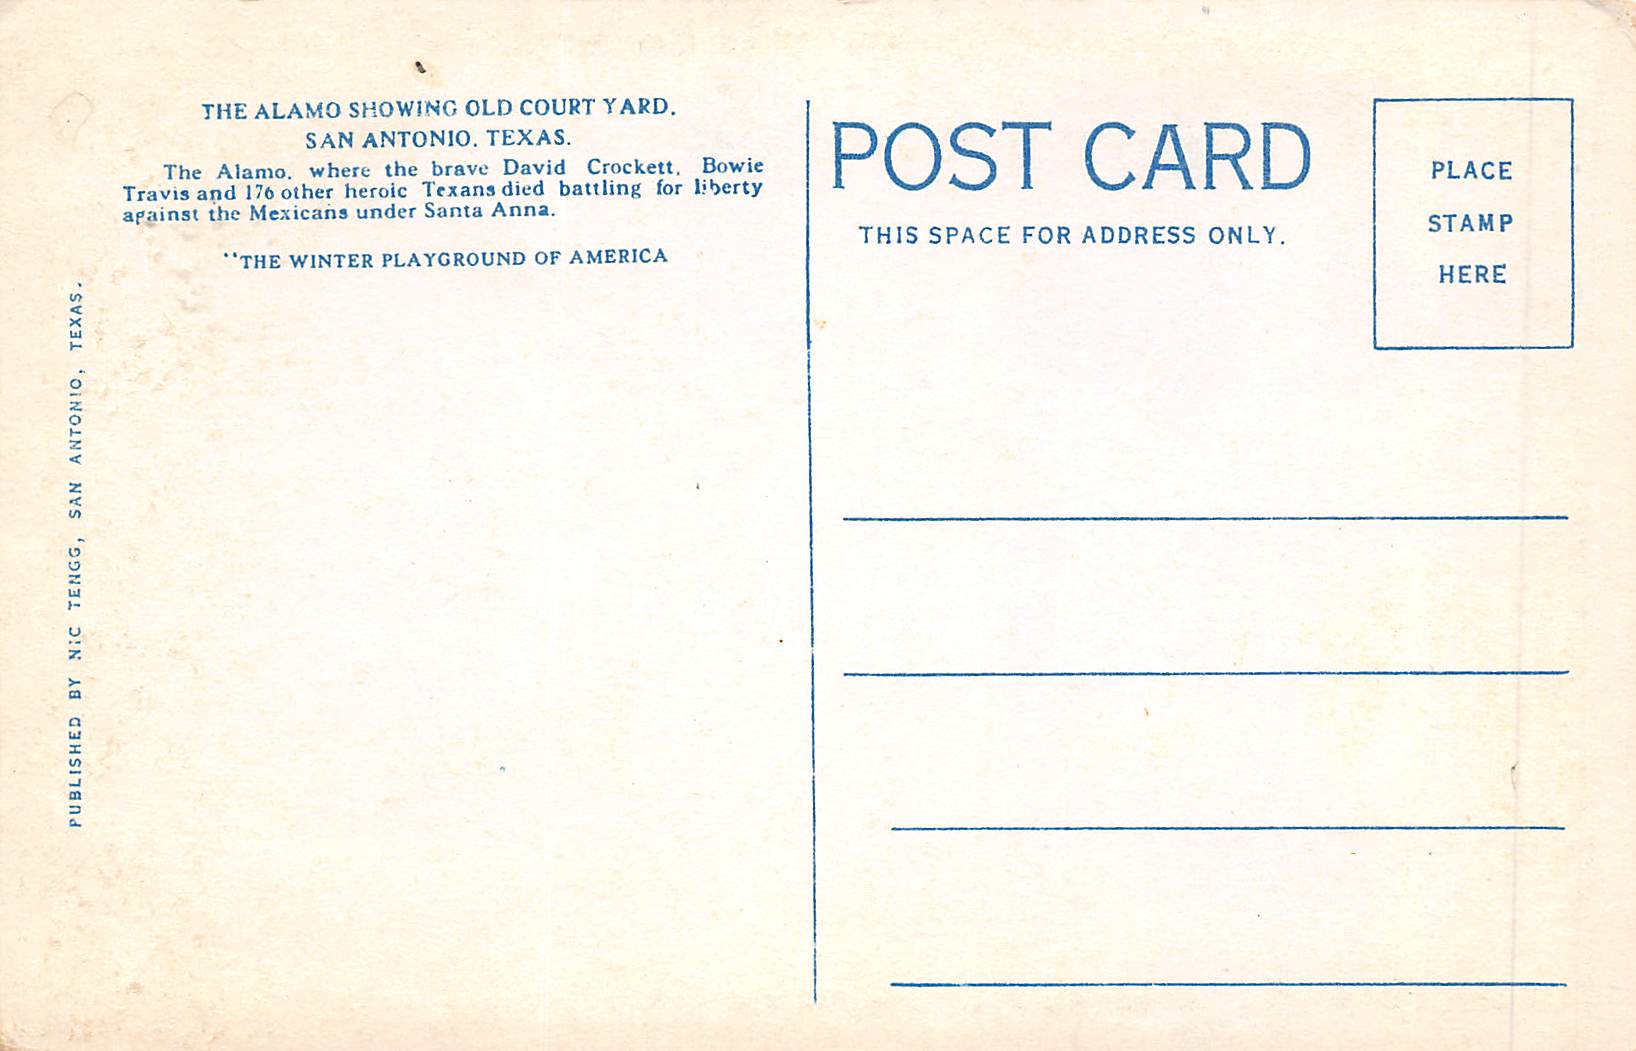 THE ALAMO SHOWING OLD COURT YARD.
SAN ANTONIO. TEXAS.
The Alamo. where the brave David Crockett. Bowie
Travis and 176 other heroic Texans died battling for liberty
against the Mexicans under Santa Anna.
"THE WINTER PLAYGROUND OF AMERICA
PUBLISHED BY NIC TENGG, SAN ANTONIO, TEXAS.
POST CARD
THIS SPACE FOR ADDRESS ONLY.
PLACE
STAMP
HERE